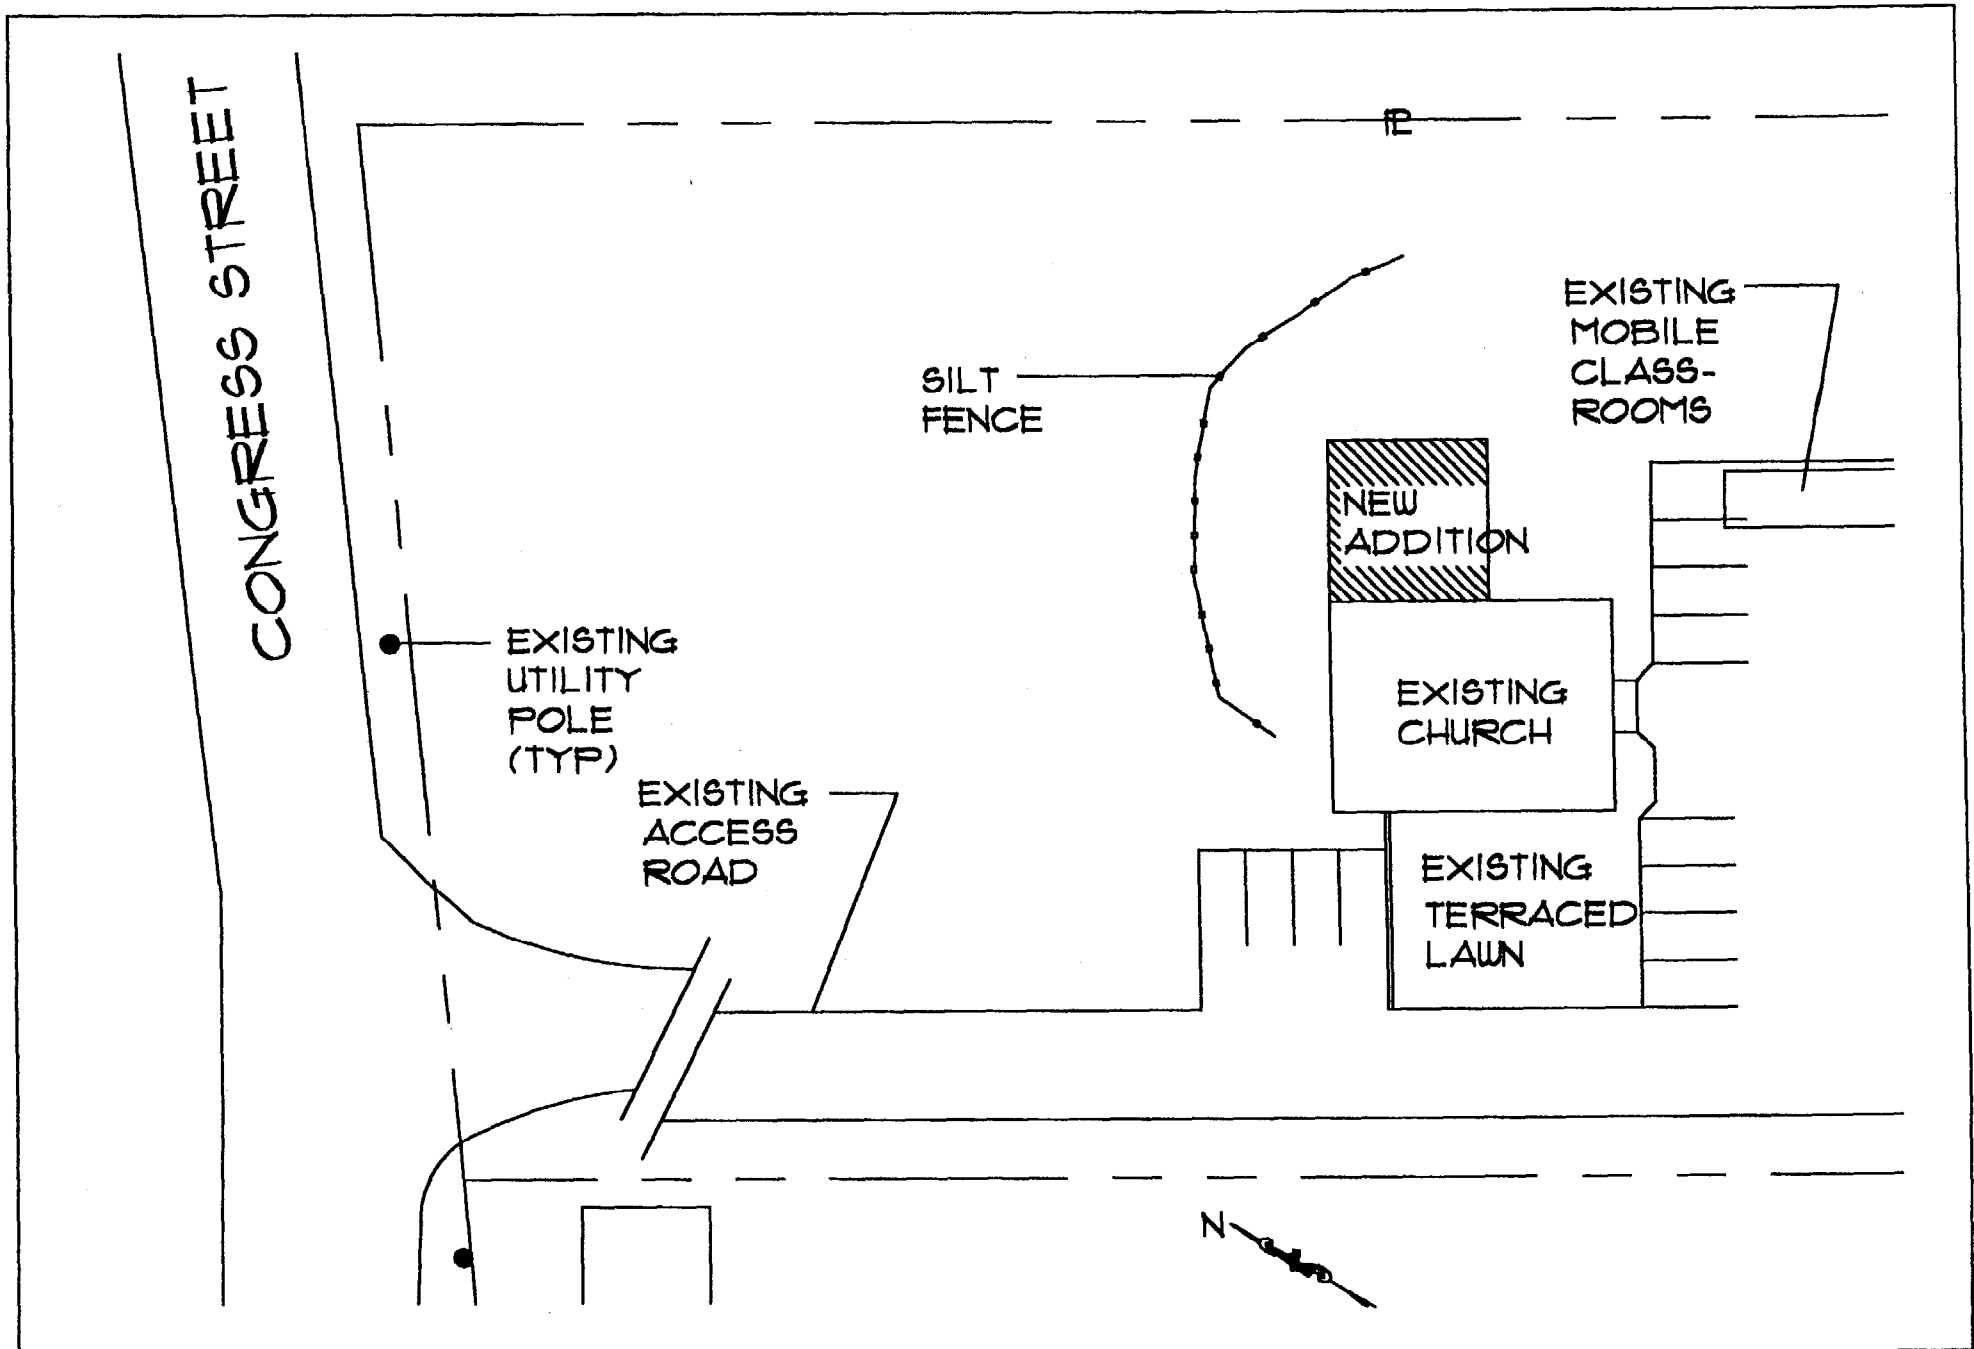 CONGRESS STREET
PL
EXISTING
MOBILE
CLASS-
ROOMS
SILT
FENCE
NEW
ADDITION
EXISTING
UTILITY
POLE
(TYP)
EXISTING
CHURCH
EXISTING
ACCESS
ROAD
EXISTING
TERRACED
LAWN
N